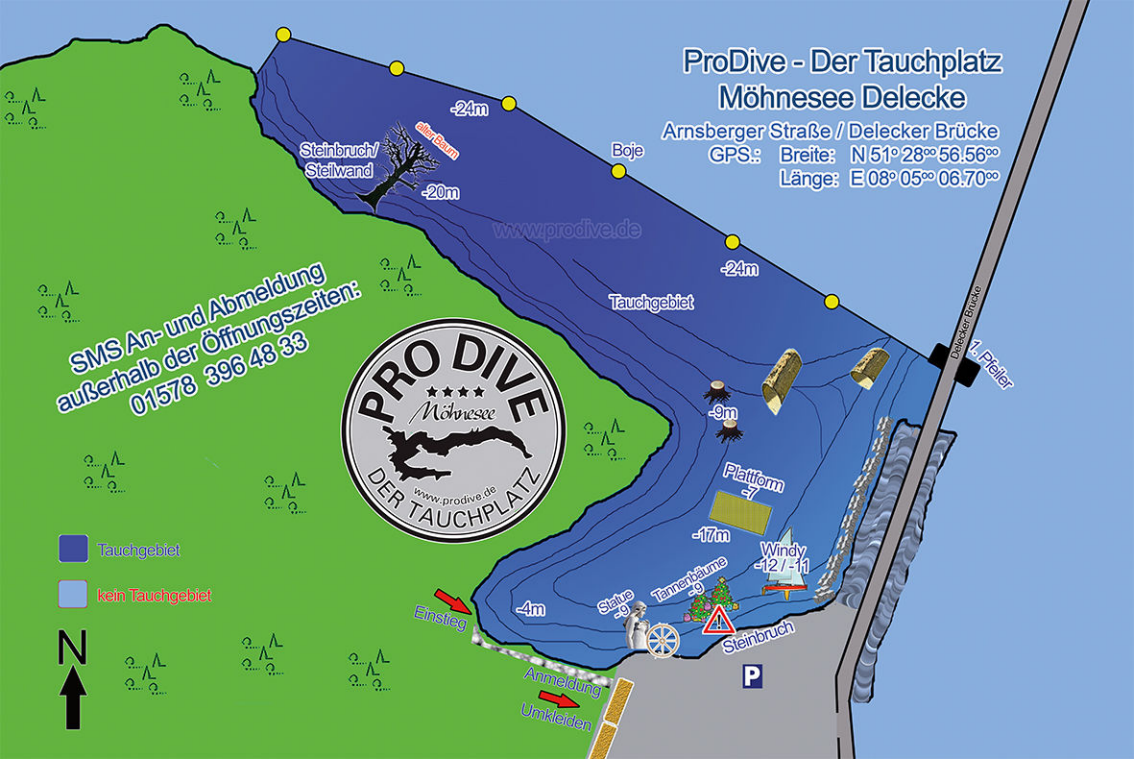 ProDive - Der Tauchplatz
Möhnesee Delecke
Arnsberger Straße / Delecker Brücke
GPS.: Breite: N 51° 28°° 56.56°°
Länge: E 08° 05°° 06.70°°
-24m
alter Baum
Steinbruch/
Steilwand
-20m
Boje
www.prodive.de
-24m
Tauchgebiet
Delecker Brücke
1. Pfeiler
SMS An- und Abmeldung
außerhalb der Öffnungszeiten:
01578 396 48 33
PRO DIVE
Möhnesee
www.prodive.de
DER TAUCHPLATZ
-9m
Plattform
-7
-17m
Windy
-12 / -11
Tannenbäume
-9
Statue
-9
-4m
Steinbruch
Tauchgebiet
kein Tauchgebiet
Einstieg
Anmeldung
Umkleiden
P
N